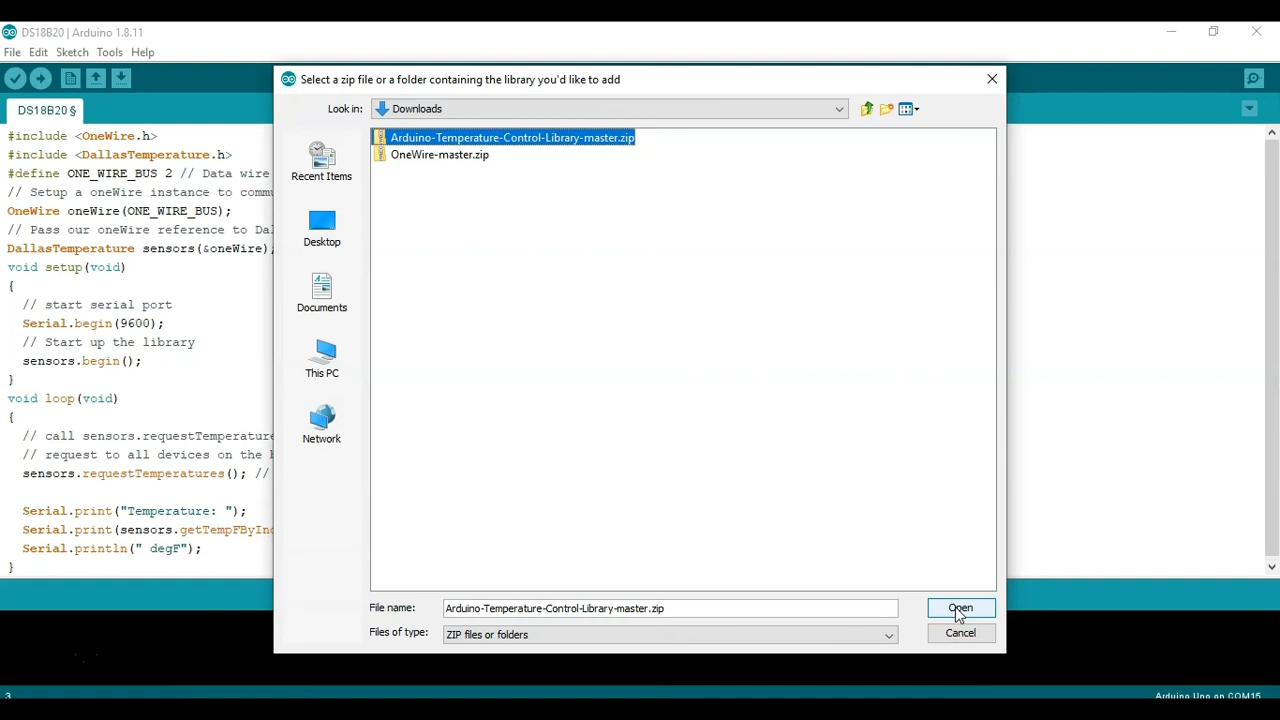 DS18B20 | Arduino 1.8.11
File Edit Sketch Tools Help
Select a zip file or a folder containing the library you'd like to add
Look in: Downloads
DS18B20 §
Arduino-Temperature-Control-Library-master.zip
OneWire-master.zip
Recent Items
Desktop
Documents
This PC
Network
#include <OneWire.h>
#include <DallasTemperature.h>
#define ONE_WIRE_BUS 2 // Data wire
// Setup a oneWire instance to commu
OneWire oneWire(ONE_WIRE_BUS);
// Pass our oneWire reference to Dal
DallasTemperature sensors(&oneWire);
void setup(void)
{
// start serial port
Serial.begin(9600);
// Start up the library
sensors.begin();
}
void loop(void)
{
// call sensors.requestTemperature
// request to all devices on the b
sensors.requestTemperatures(); //
Serial.print("Temperature: ");
Serial.print(sensors.getTempFByInd
Serial.println(" degF");
}
File name: Arduino-Temperature-Control-Library-master.zip
Open
Files of type: ZIP files or folders
Cancel
3
Arduino Uno on COM15